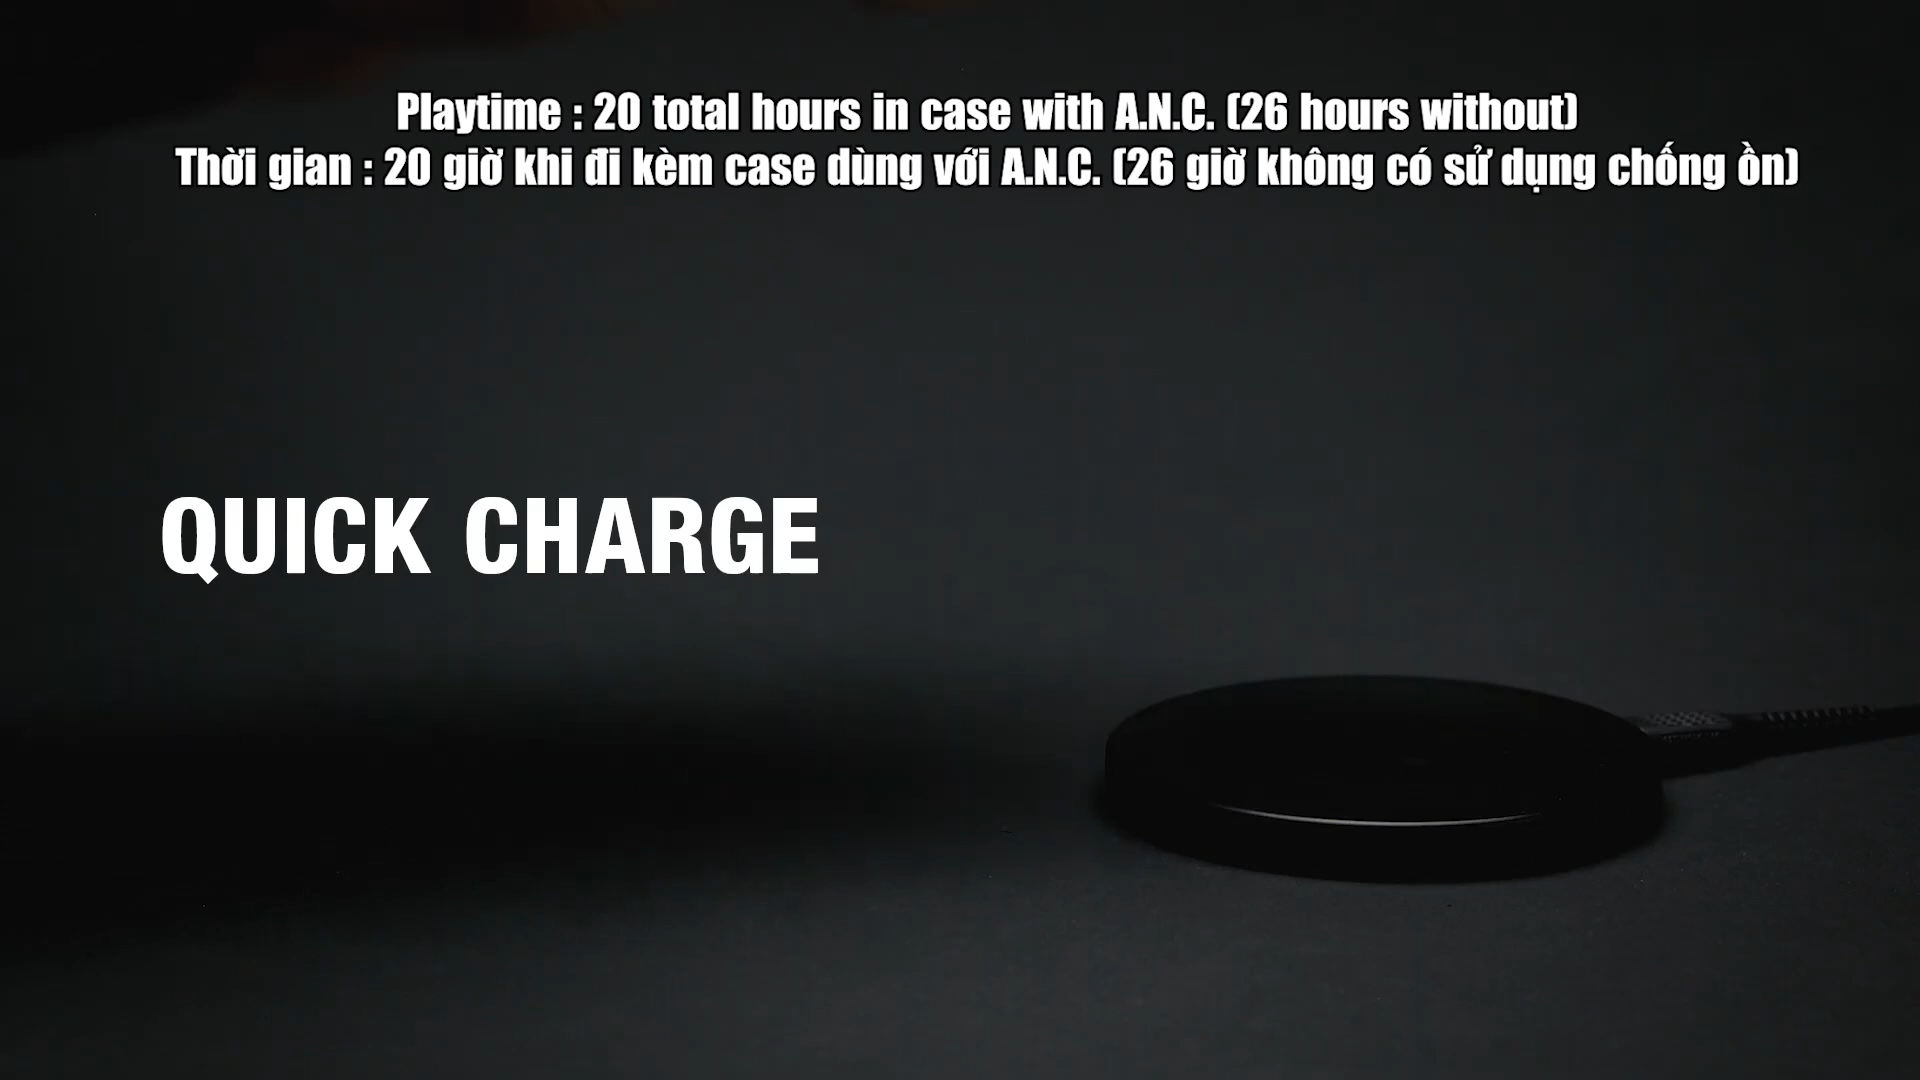 Playtime : 20 total hours in case with A.N.C. (26 hours without)
Thời gian : 20 giờ khi đi kèm case dùng với A.N.C. (26 giờ không có sử dụng chống ồn)
QUICK CHARGE